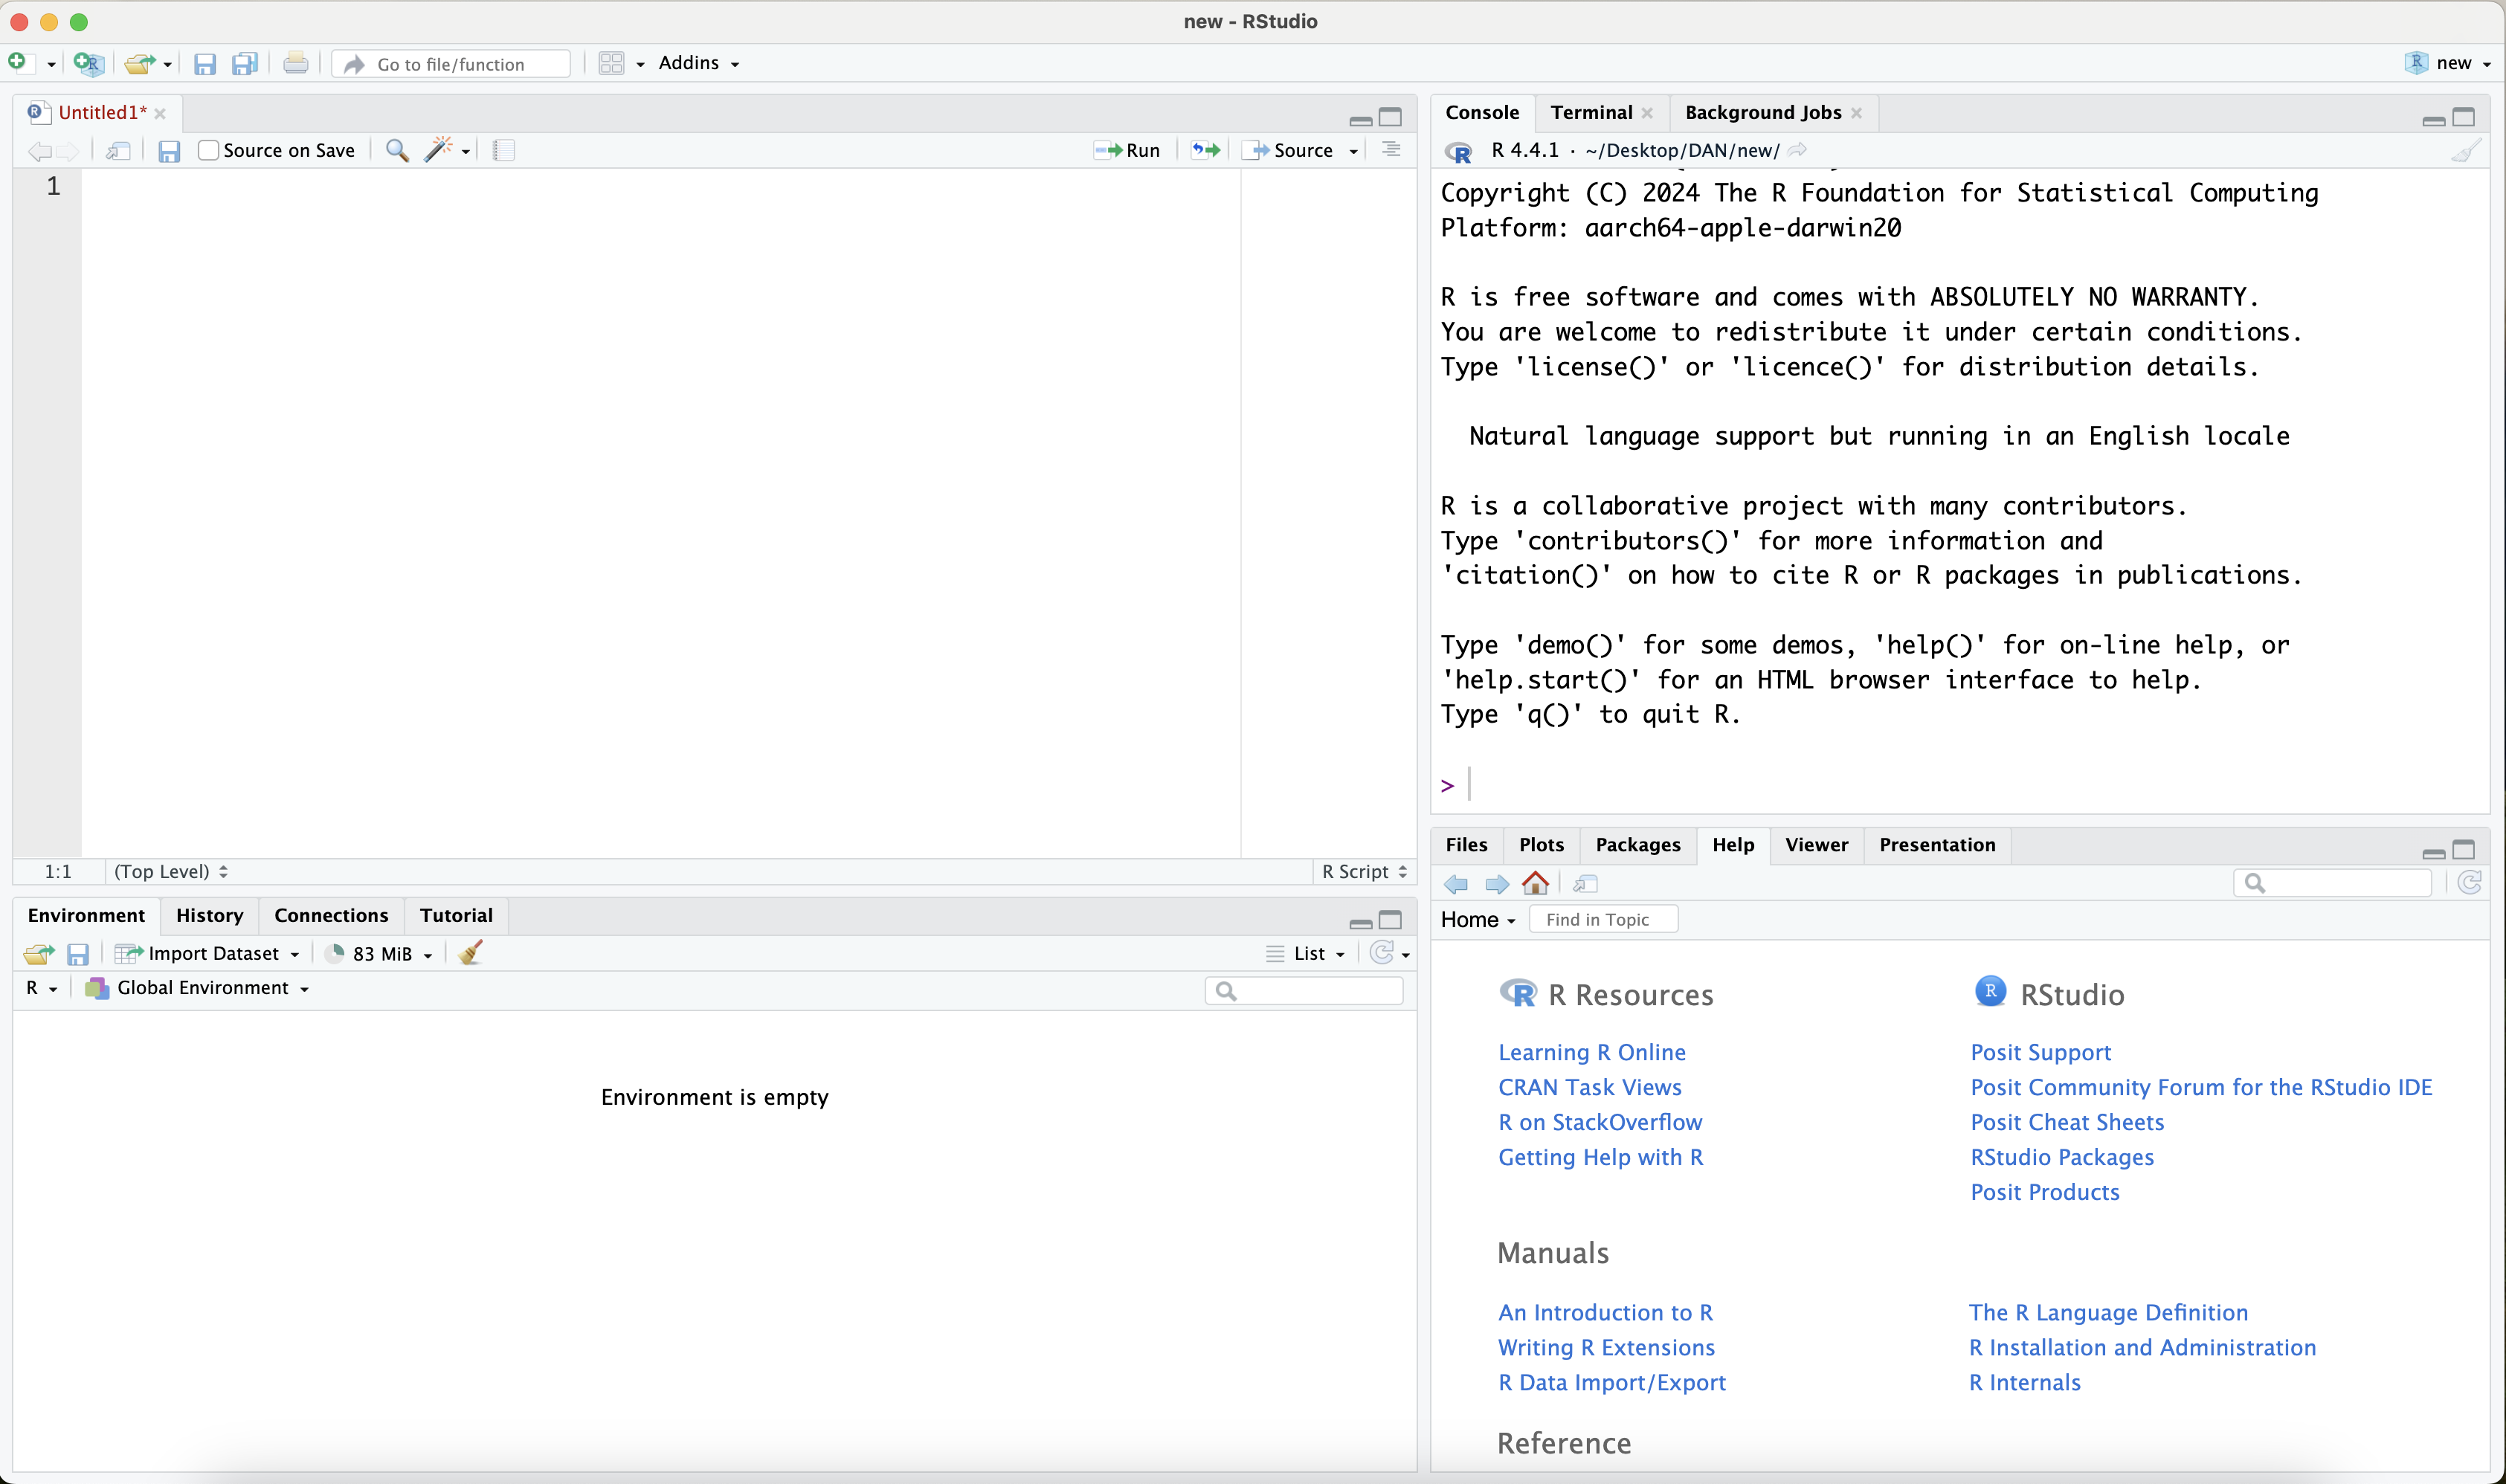 new - RStudio
Go to file/function
Addins
new
Untitled1*
Source on Save
Run
Source
1
1:1
(Top Level)
R Script
Console
Terminal
Background Jobs
R 4.4.1 · ~/Desktop/DAN/new/
Copyright (C) 2024 The R Foundation for Statistical Computing
Platform: aarch64-apple-darwin20
R is free software and comes with ABSOLUTELY NO WARRANTY.
You are welcome to redistribute it under certain conditions.
Type 'license()' or 'licence()' for distribution details.
Natural language support but running in an English locale
R is a collaborative project with many contributors.
Type 'contributors()' for more information and
'citation()' on how to cite R or R packages in publications.
Type 'demo()' for some demos, 'help()' for on-line help, or
'help.start()' for an HTML browser interface to help.
Type 'q()' to quit R.
>
Environment
History
Connections
Tutorial
Import Dataset
83 MiB
List
R
Global Environment
Environment is empty
Files
Plots
Packages
Help
Viewer
Presentation
Home
Find in Topic
R Resources
Learning R Online
CRAN Task Views
R on StackOverflow
Getting Help with R
RStudio
Posit Support
Posit Community Forum for the RStudio IDE
Posit Cheat Sheets
RStudio Packages
Posit Products
Manuals
An Introduction to R
Writing R Extensions
R Data Import/Export
The R Language Definition
R Installation and Administration
R Internals
Reference